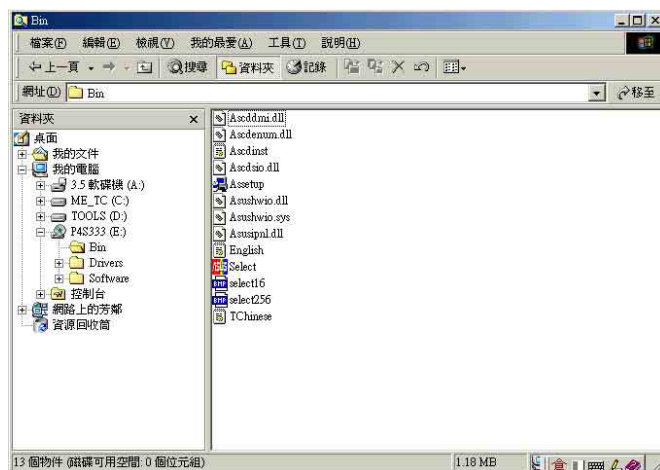 Bin
檔案(F) 編輯(E) 檢視(V) 我的最愛(A) 工具(T) 說明(H)
上一頁 搜尋 資料夾 記錄
網址(D) Bin 移至
資料夾
桌面
我的文件
我的電腦
3.5 軟碟機 (A:)
ME_TC (C:)
TOOLS (D:)
P4S333 (E:)
Bin
Drivers
Software
控制台
網路上的芳鄰
資源回收筒
Ascddmi.dll
Ascdenum.dll
Ascdinst
Ascdsio.dll
Assetup
Asushwio.dll
Asushwio.sys
Asusipnl.dll
English
Select
select16
select256
TChinese
13 個物件 (磁碟可用空間: 0 個位元組) 1.18 MB